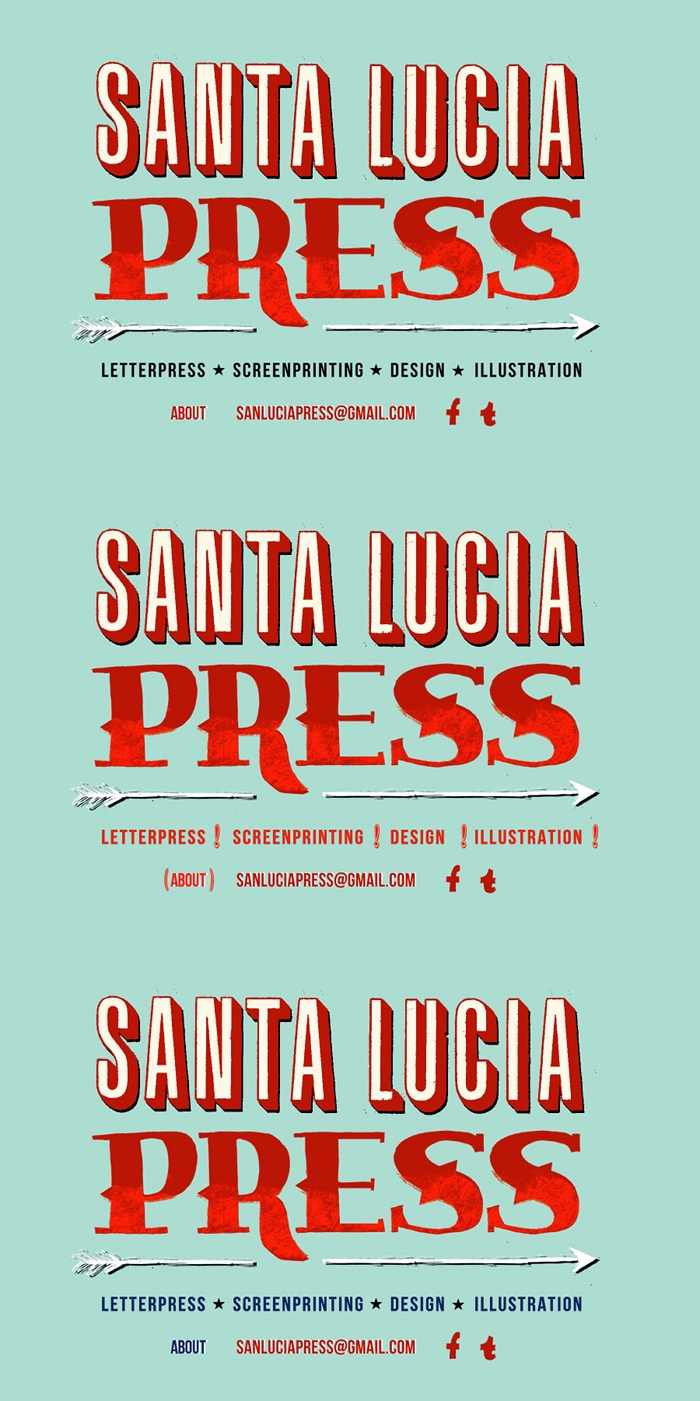 SANTA LUCIA
PRESS
LETTERPRESS ★ SCREENPRINTING ★ DESIGN ★ ILLUSTRATION
ABOUT SANLUCIAPRESS@GMAIL.COM f t
SANTA LUCIA
PRESS
LETTERPRESS ! SCREENPRINTING ! DESIGN ! ILLUSTRATION !
(ABOUT) SANLUCIAPRESS@GMAIL.COM f t
SANTA LUCIA
PRESS
LETTERPRESS ★ SCREENPRINTING ★ DESIGN ★ ILLUSTRATION
ABOUT SANLUCIAPRESS@GMAIL.COM f t